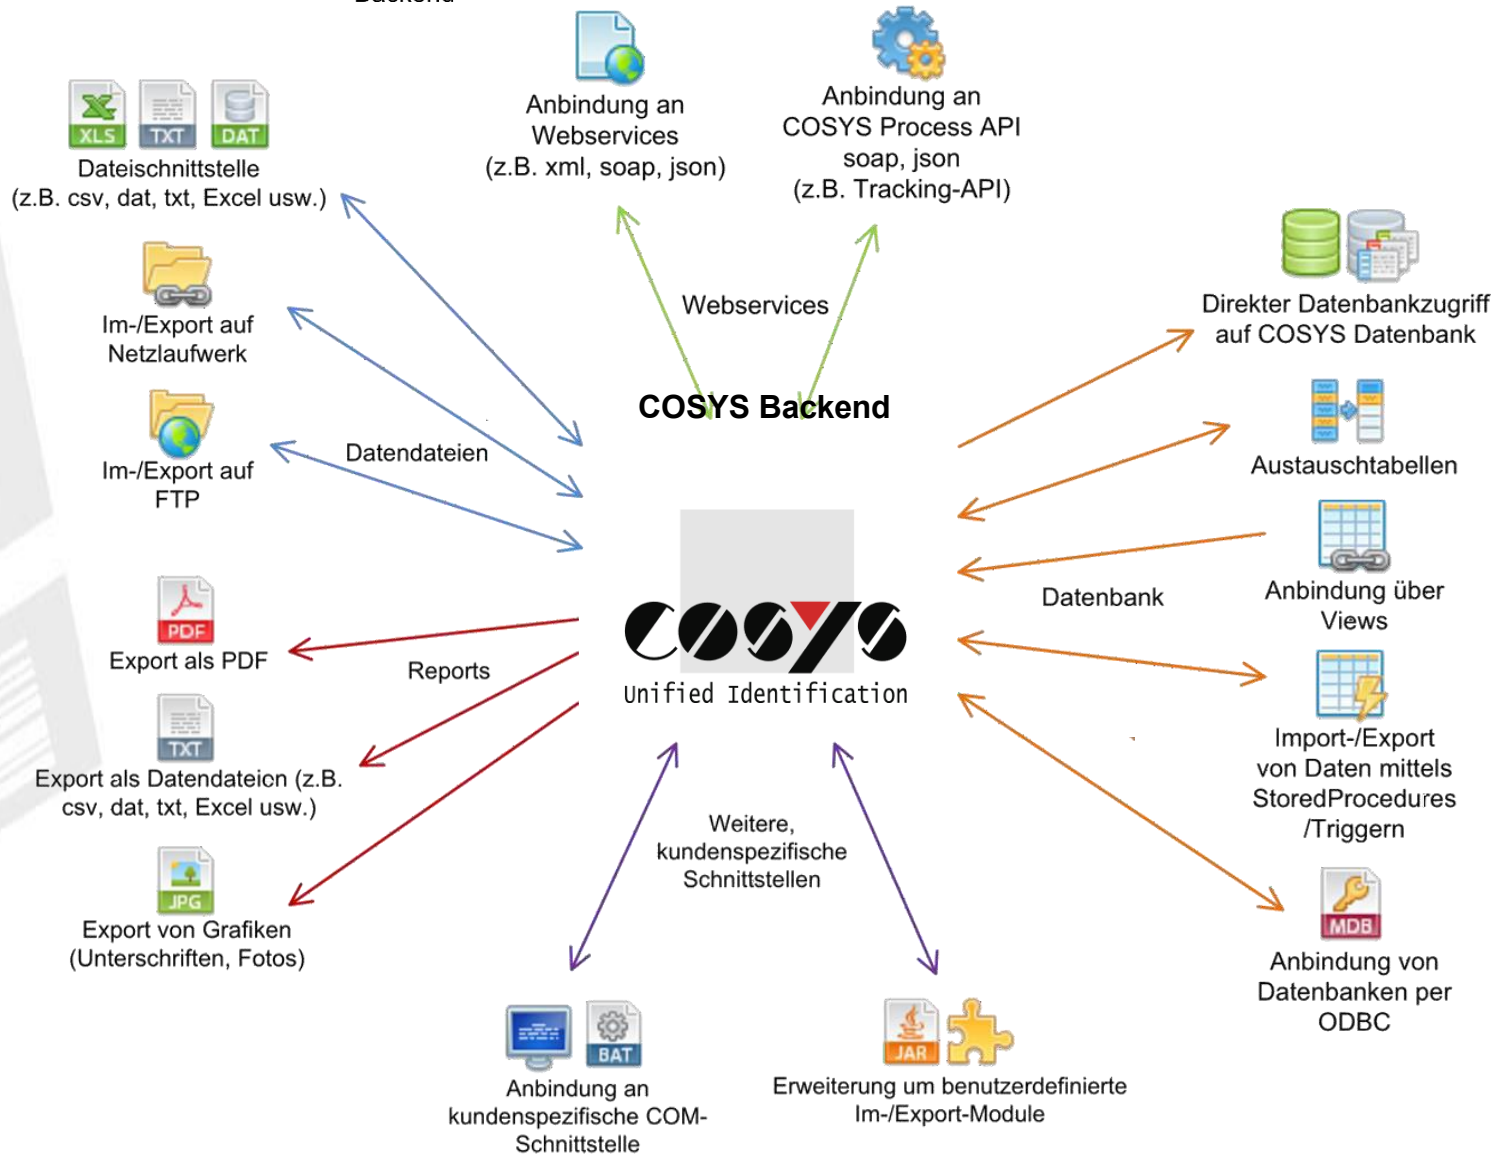 Backend
XLS
TXT
DAT
Dateischnittstelle
(z.B. csv, dat, txt, Excel usw.)
Anbindung an
Webservices
(z.B. xml, soap, json)
Anbindung an
COSYS Process API
soap, json
(z.B. Tracking-API)
Im-/Export auf
Netzlaufwerk
Im-/Export auf
FTP
Datendateien
Webservices
COSYS Backend
Direkter Datenbankzugriff
auf COSYS Datenbank
Austauschtabellen
Anbindung über
Views
Datenbank
Import-/Export
von Daten mittels
StoredProcedures
/Triggern
MDB
Anbindung von
Datenbanken per
ODBC
COSYS
Unified Identification
PDF
Export als PDF
Reports
TXT
Export als Datendateien (z.B.
csv, dat, txt, Excel usw.)
JPG
Export von Grafiken
(Unterschriften, Fotos)
Weitere,
kundenspezifische
Schnittstellen
BAT
Anbindung an
kundenspezifische COM-
Schnittstelle
JAR
Erweiterung um benutzerdefinierte
Im-/Export-Module